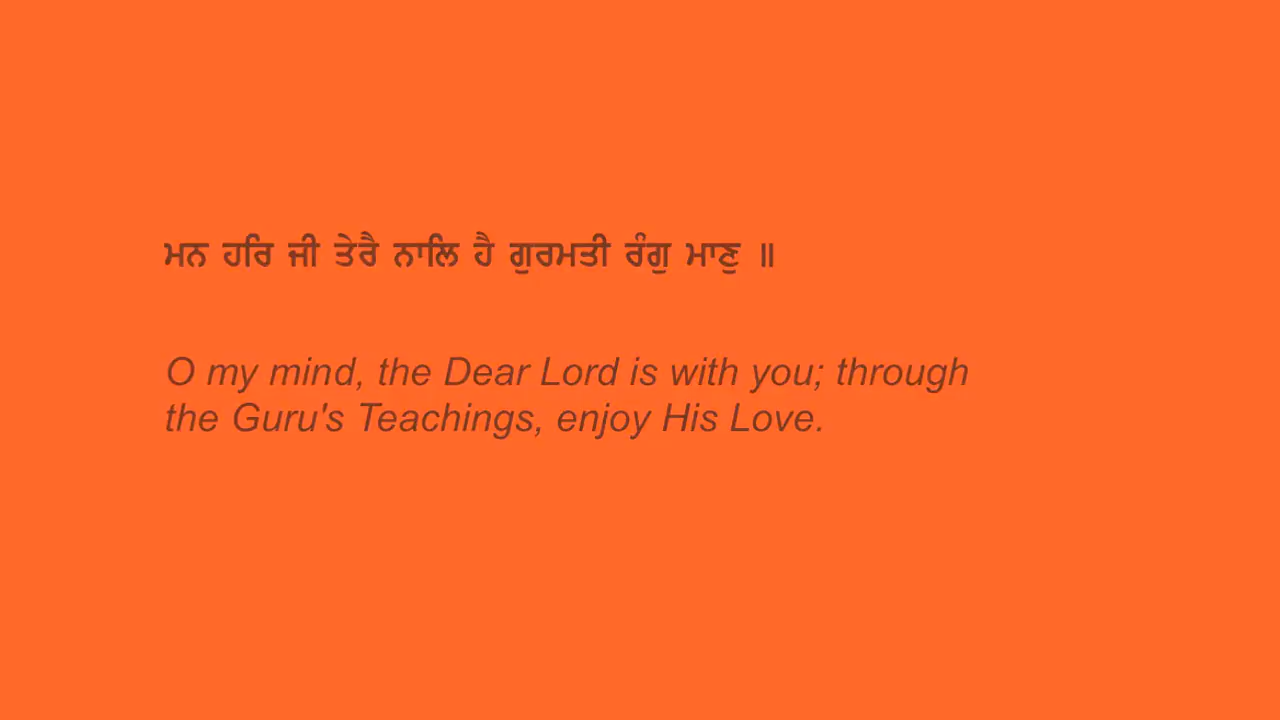 ਮਨ ਹਰਿ ਜੀ ਤੇਰੈ ਨਾਲਿ ਹੈ ਗੁਰਮਤੀ ਰੰਗੁ ਮਾਣੁ ॥
O my mind, the Dear Lord is with you; through
the Guru's Teachings, enjoy His Love.